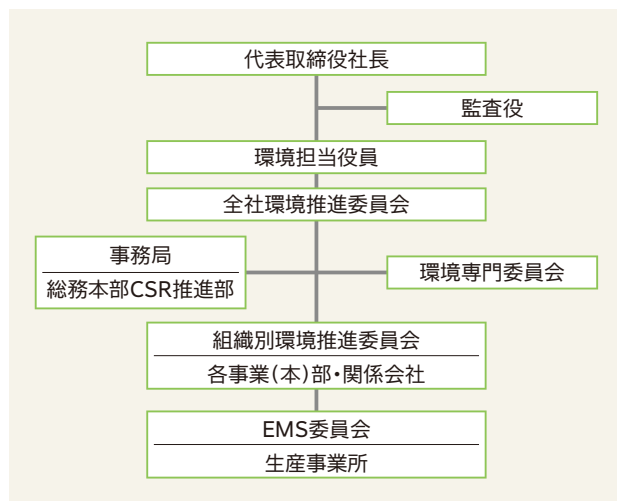 代表取締役社長
監査役
環境担当役員
全社環境推進委員会
事務局
総務本部CSR推進部
環境専門委員会
組織別環境推進委員会
各事業(本)部・関係会社
EMS委員会
生産事業所